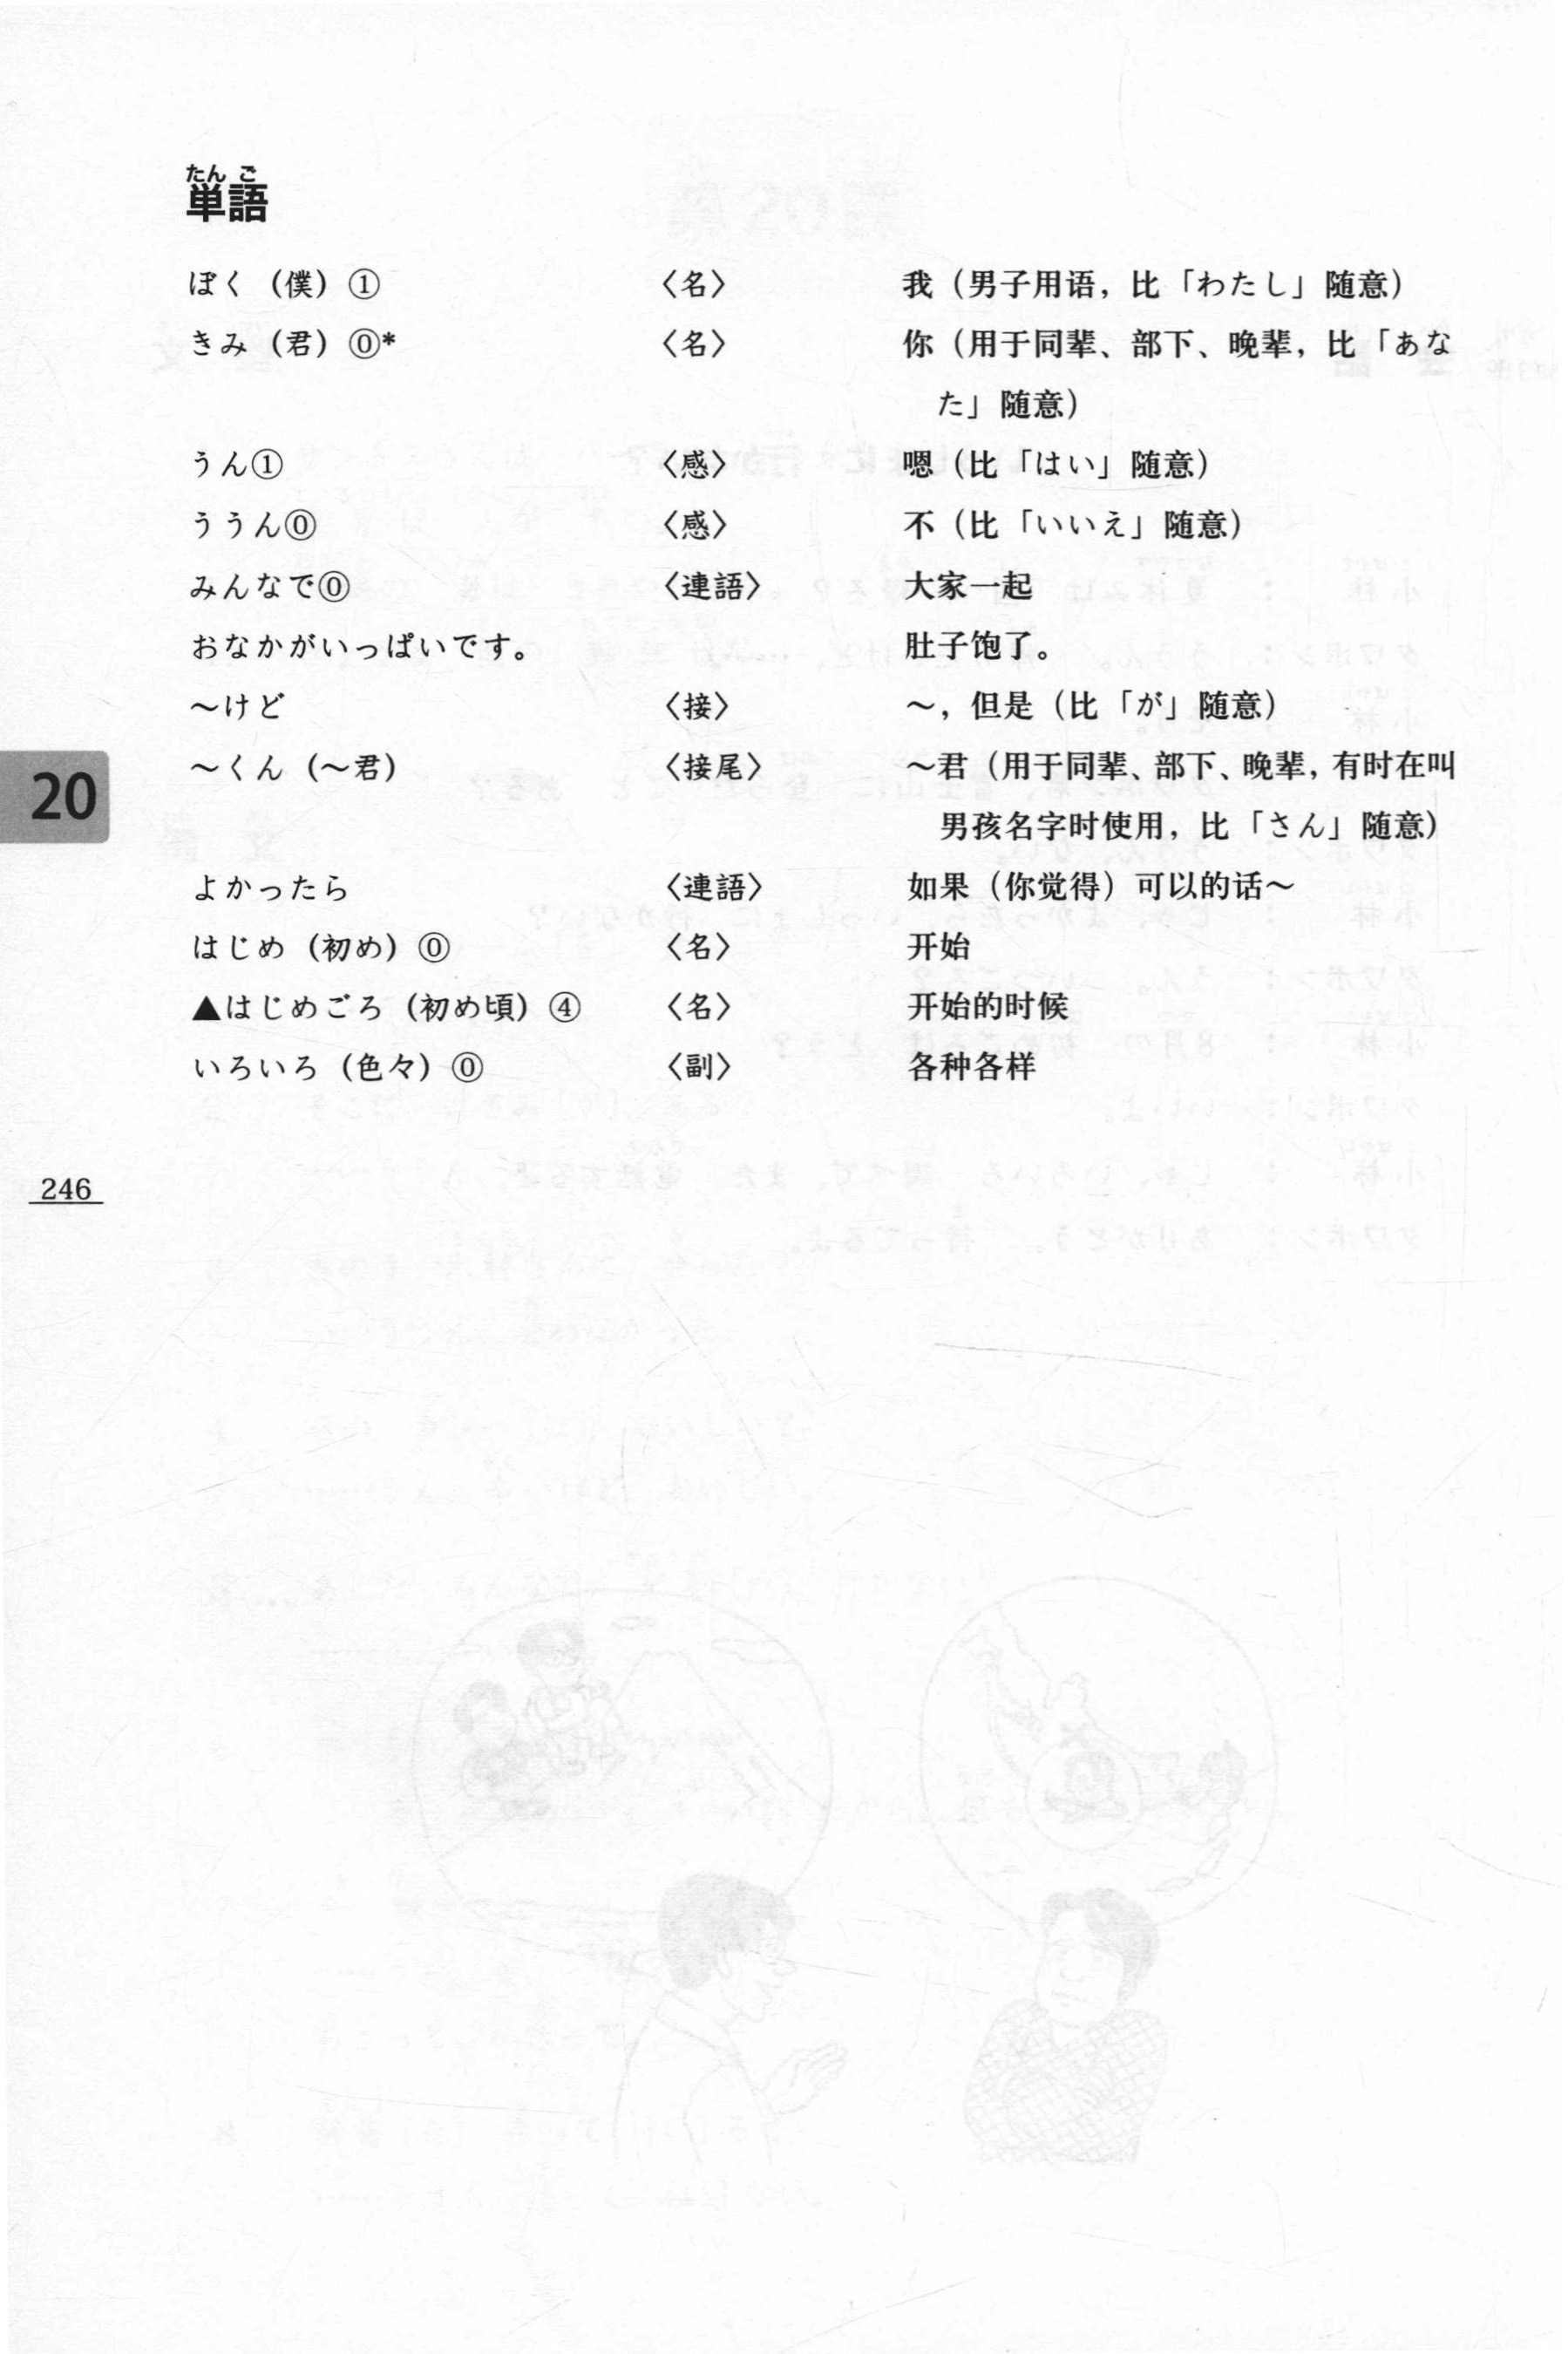 たんご
単語
ぼく（僕）① 〈名〉 我（男子用语，比「わたし」随意）
きみ（君）⓪* 〈名〉 你（用于同辈、部下、晚辈，比「あな
た」随意）
うん① 〈感〉 嗯（比「はい」随意）
ううん⓪ 〈感〉 不（比「いいえ」随意）
みんなで⓪ 〈連語〉 大家一起
おなかがいっぱいです。 肚子饱了。
～けど 〈接〉 ～，但是（比「が」随意）
～くん（～君） 〈接尾〉 ～君（用于同辈、部下、晚辈，有时在叫
男孩名字时使用，比「さん」随意）
20
よかったら 〈連語〉 如果（你觉得）可以的话～
はじめ（初め）⓪ 〈名〉 开始
▲はじめごろ（初め頃）④ 〈名〉 开始的时候
いろいろ（色々）⓪ 〈副〉 各种各样
246